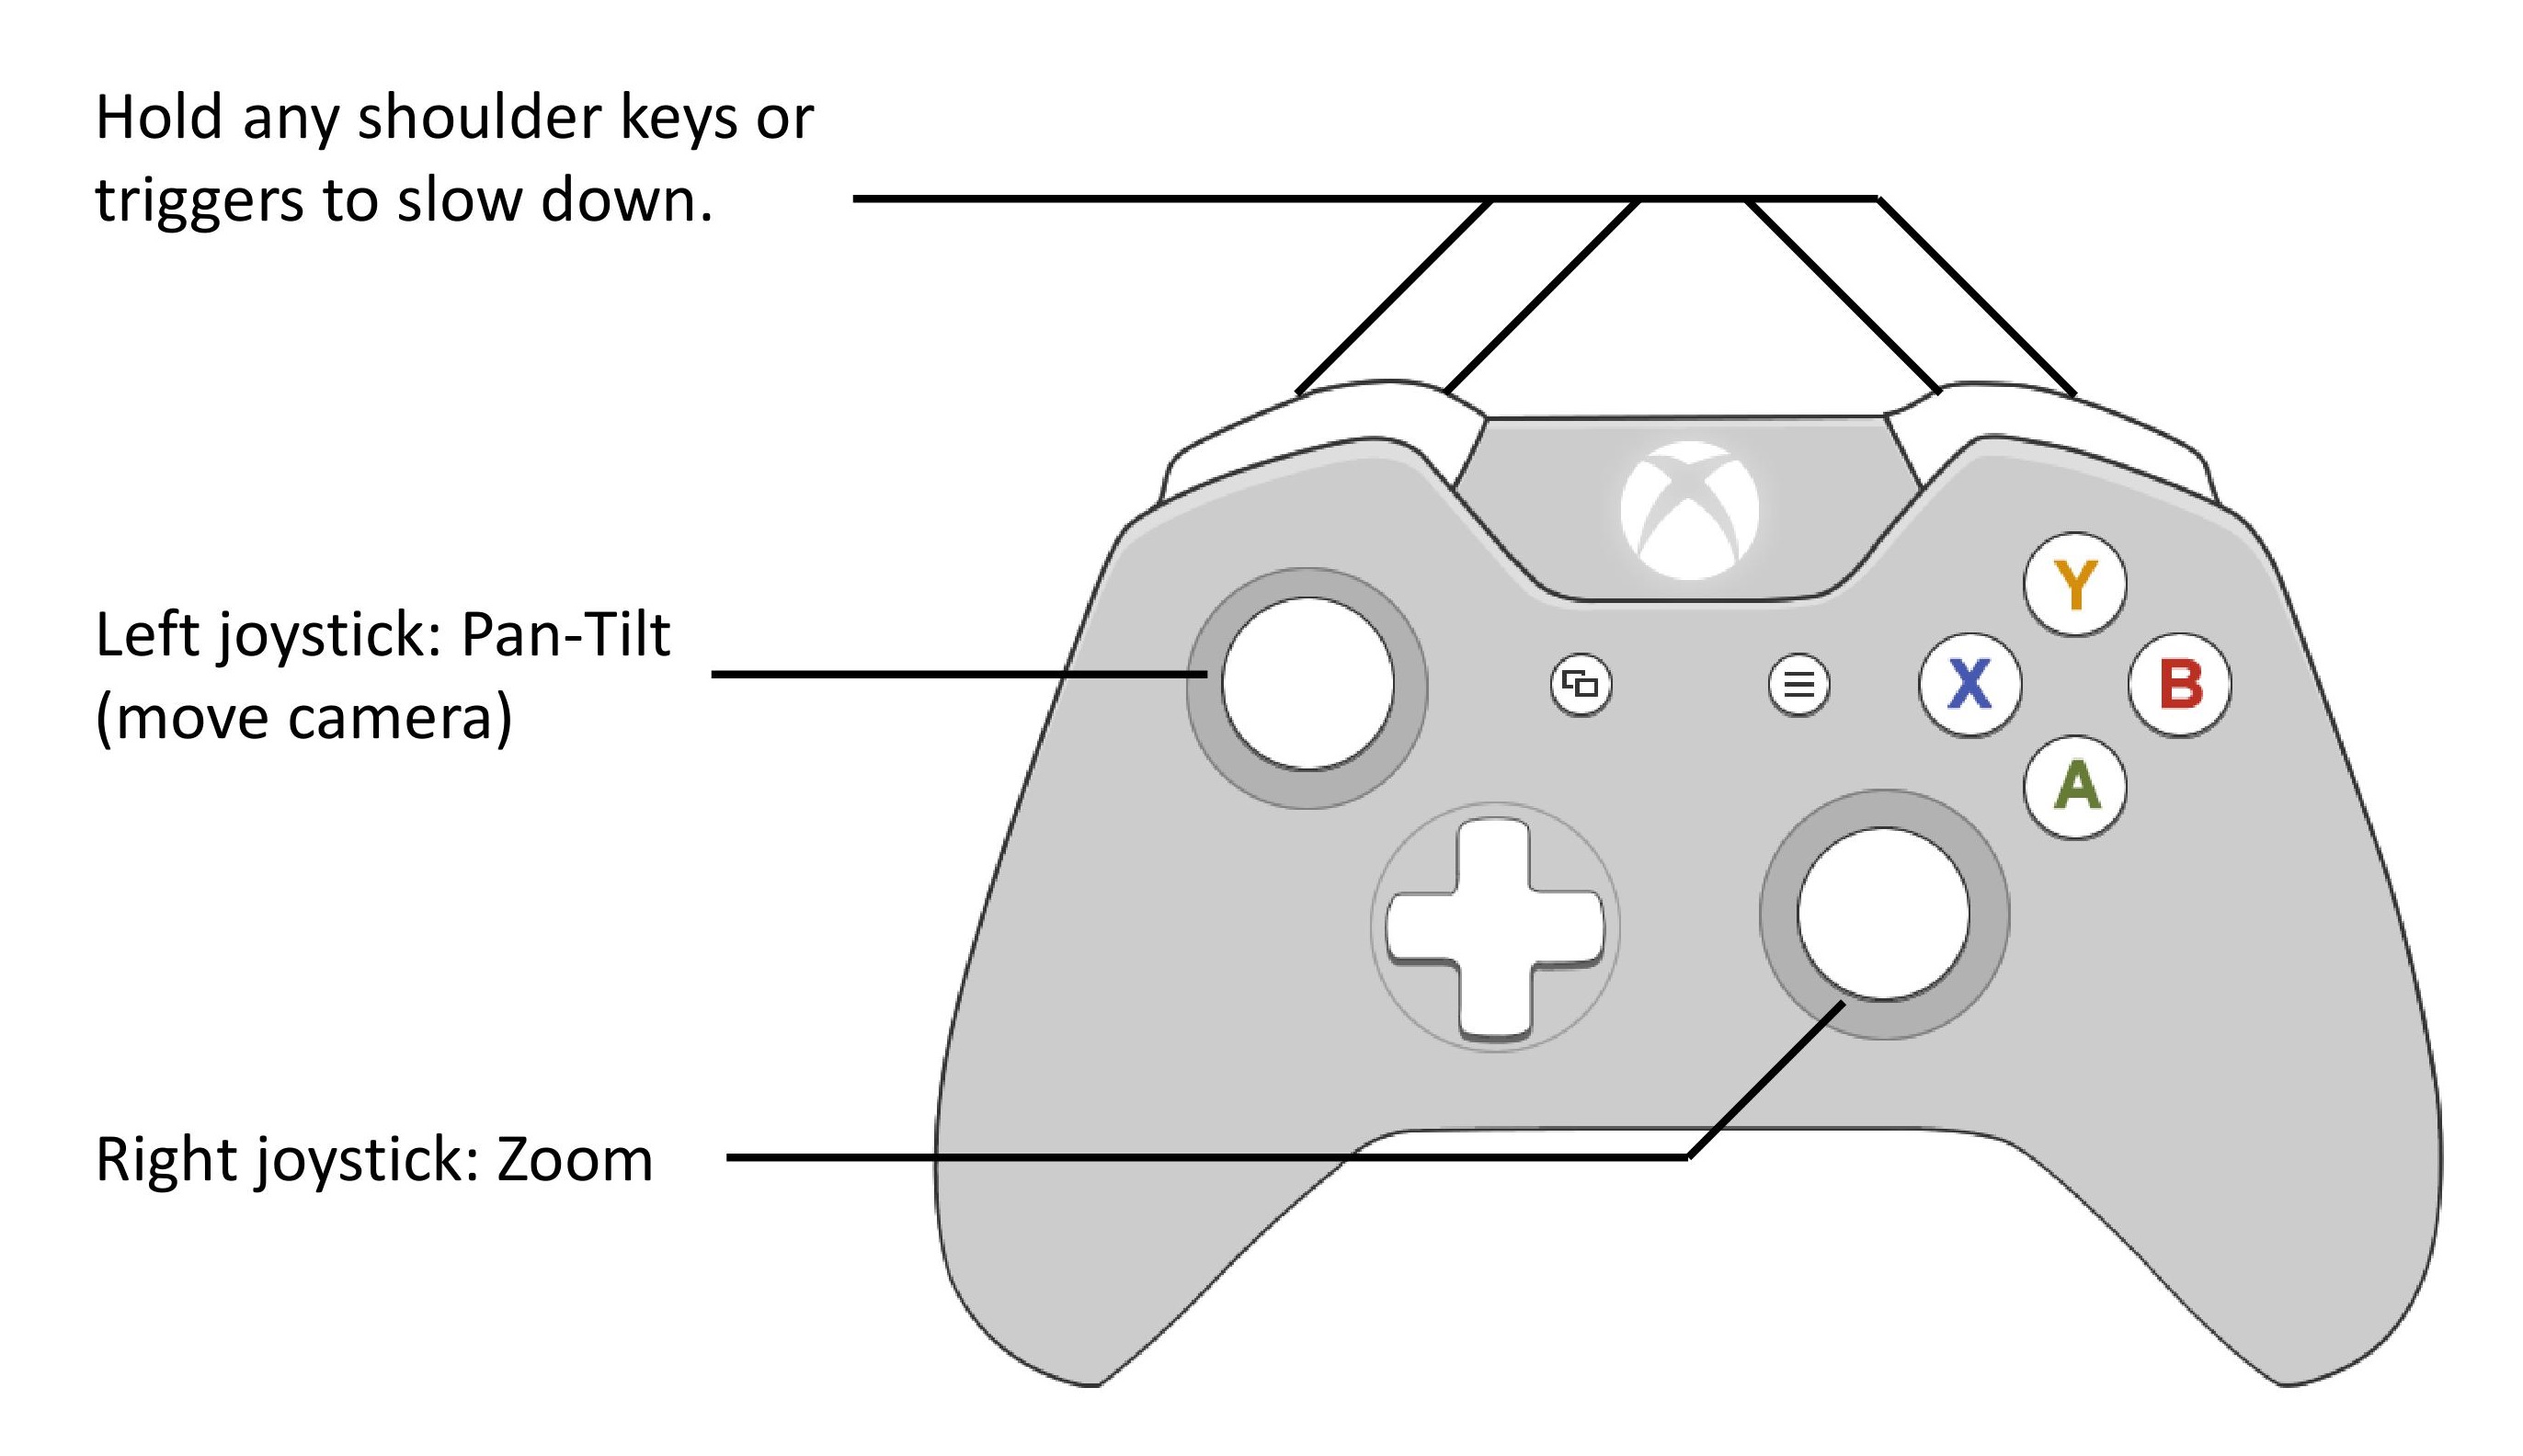 Hold any shoulder keys or
triggers to slow down.
Left joystick: Pan-Tilt
(move camera)
Y
X
B
A
Right joystick: Zoom